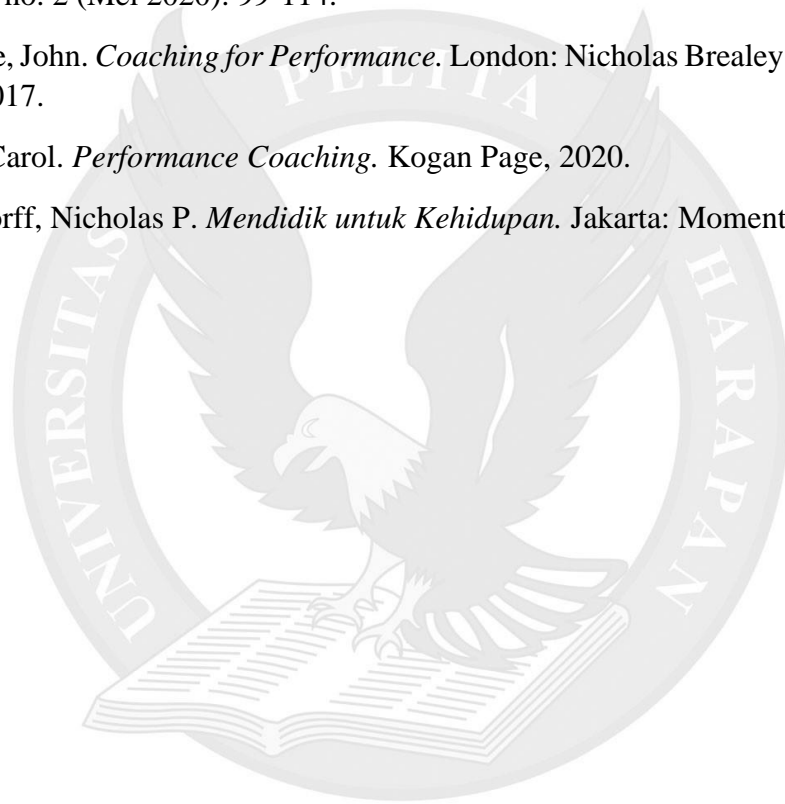 no. 2 (Mei 2020): 99-114.
e, John. Coaching for Performance. London: Nicholas Brealey
017.
Carol. Performance Coaching. Kogan Page, 2020.
orff, Nicholas P. Mendidik untuk Kehidupan. Jakarta: Moment
UNIVERSITAS PELITA HARAPAN